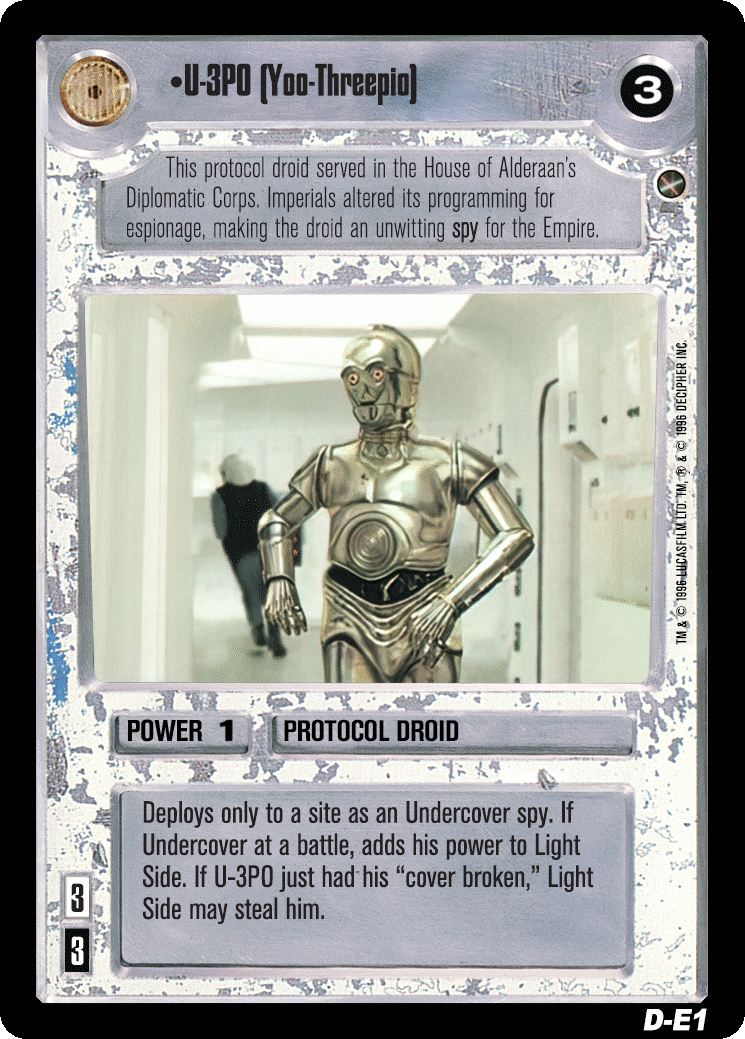 •U-3PO (Yoo-Threepio)
3
This protocol droid served in the House of Alderaan's
Diplomatic Corps. Imperials altered its programming for
espionage, making the droid an unwitting spy for the Empire.
TM & © 1996 LUCASFILM LTD. TM, ® & © 1996 DECIPHER INC.
POWER 1
PROTOCOL DROID
Deploys only to a site as an Undercover spy. If
Undercover at a battle, adds his power to Light
Side. If U-3PO just had his “cover broken,” Light
Side may steal him.
3
3
D-E1